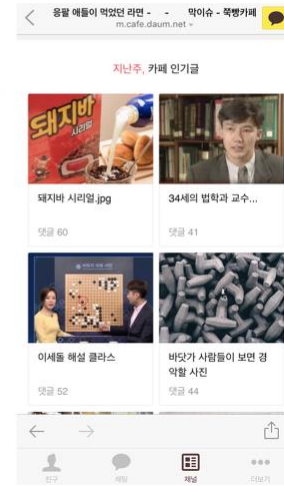 응팔 애들이 먹었던 라면 - - 막이슈 - 쭉빵카페
m.cafe.daum.net
지난주, 카페 인기글
돼지바
시리얼
돼지바 시리얼.jpg
댓글 60
34세의 법학과 교수...
댓글 41
이세돌 해설 클라스
댓글 52
바닷가 사람들이 보면 경
악할 사진
댓글 44
친구
채팅
채널
더보기